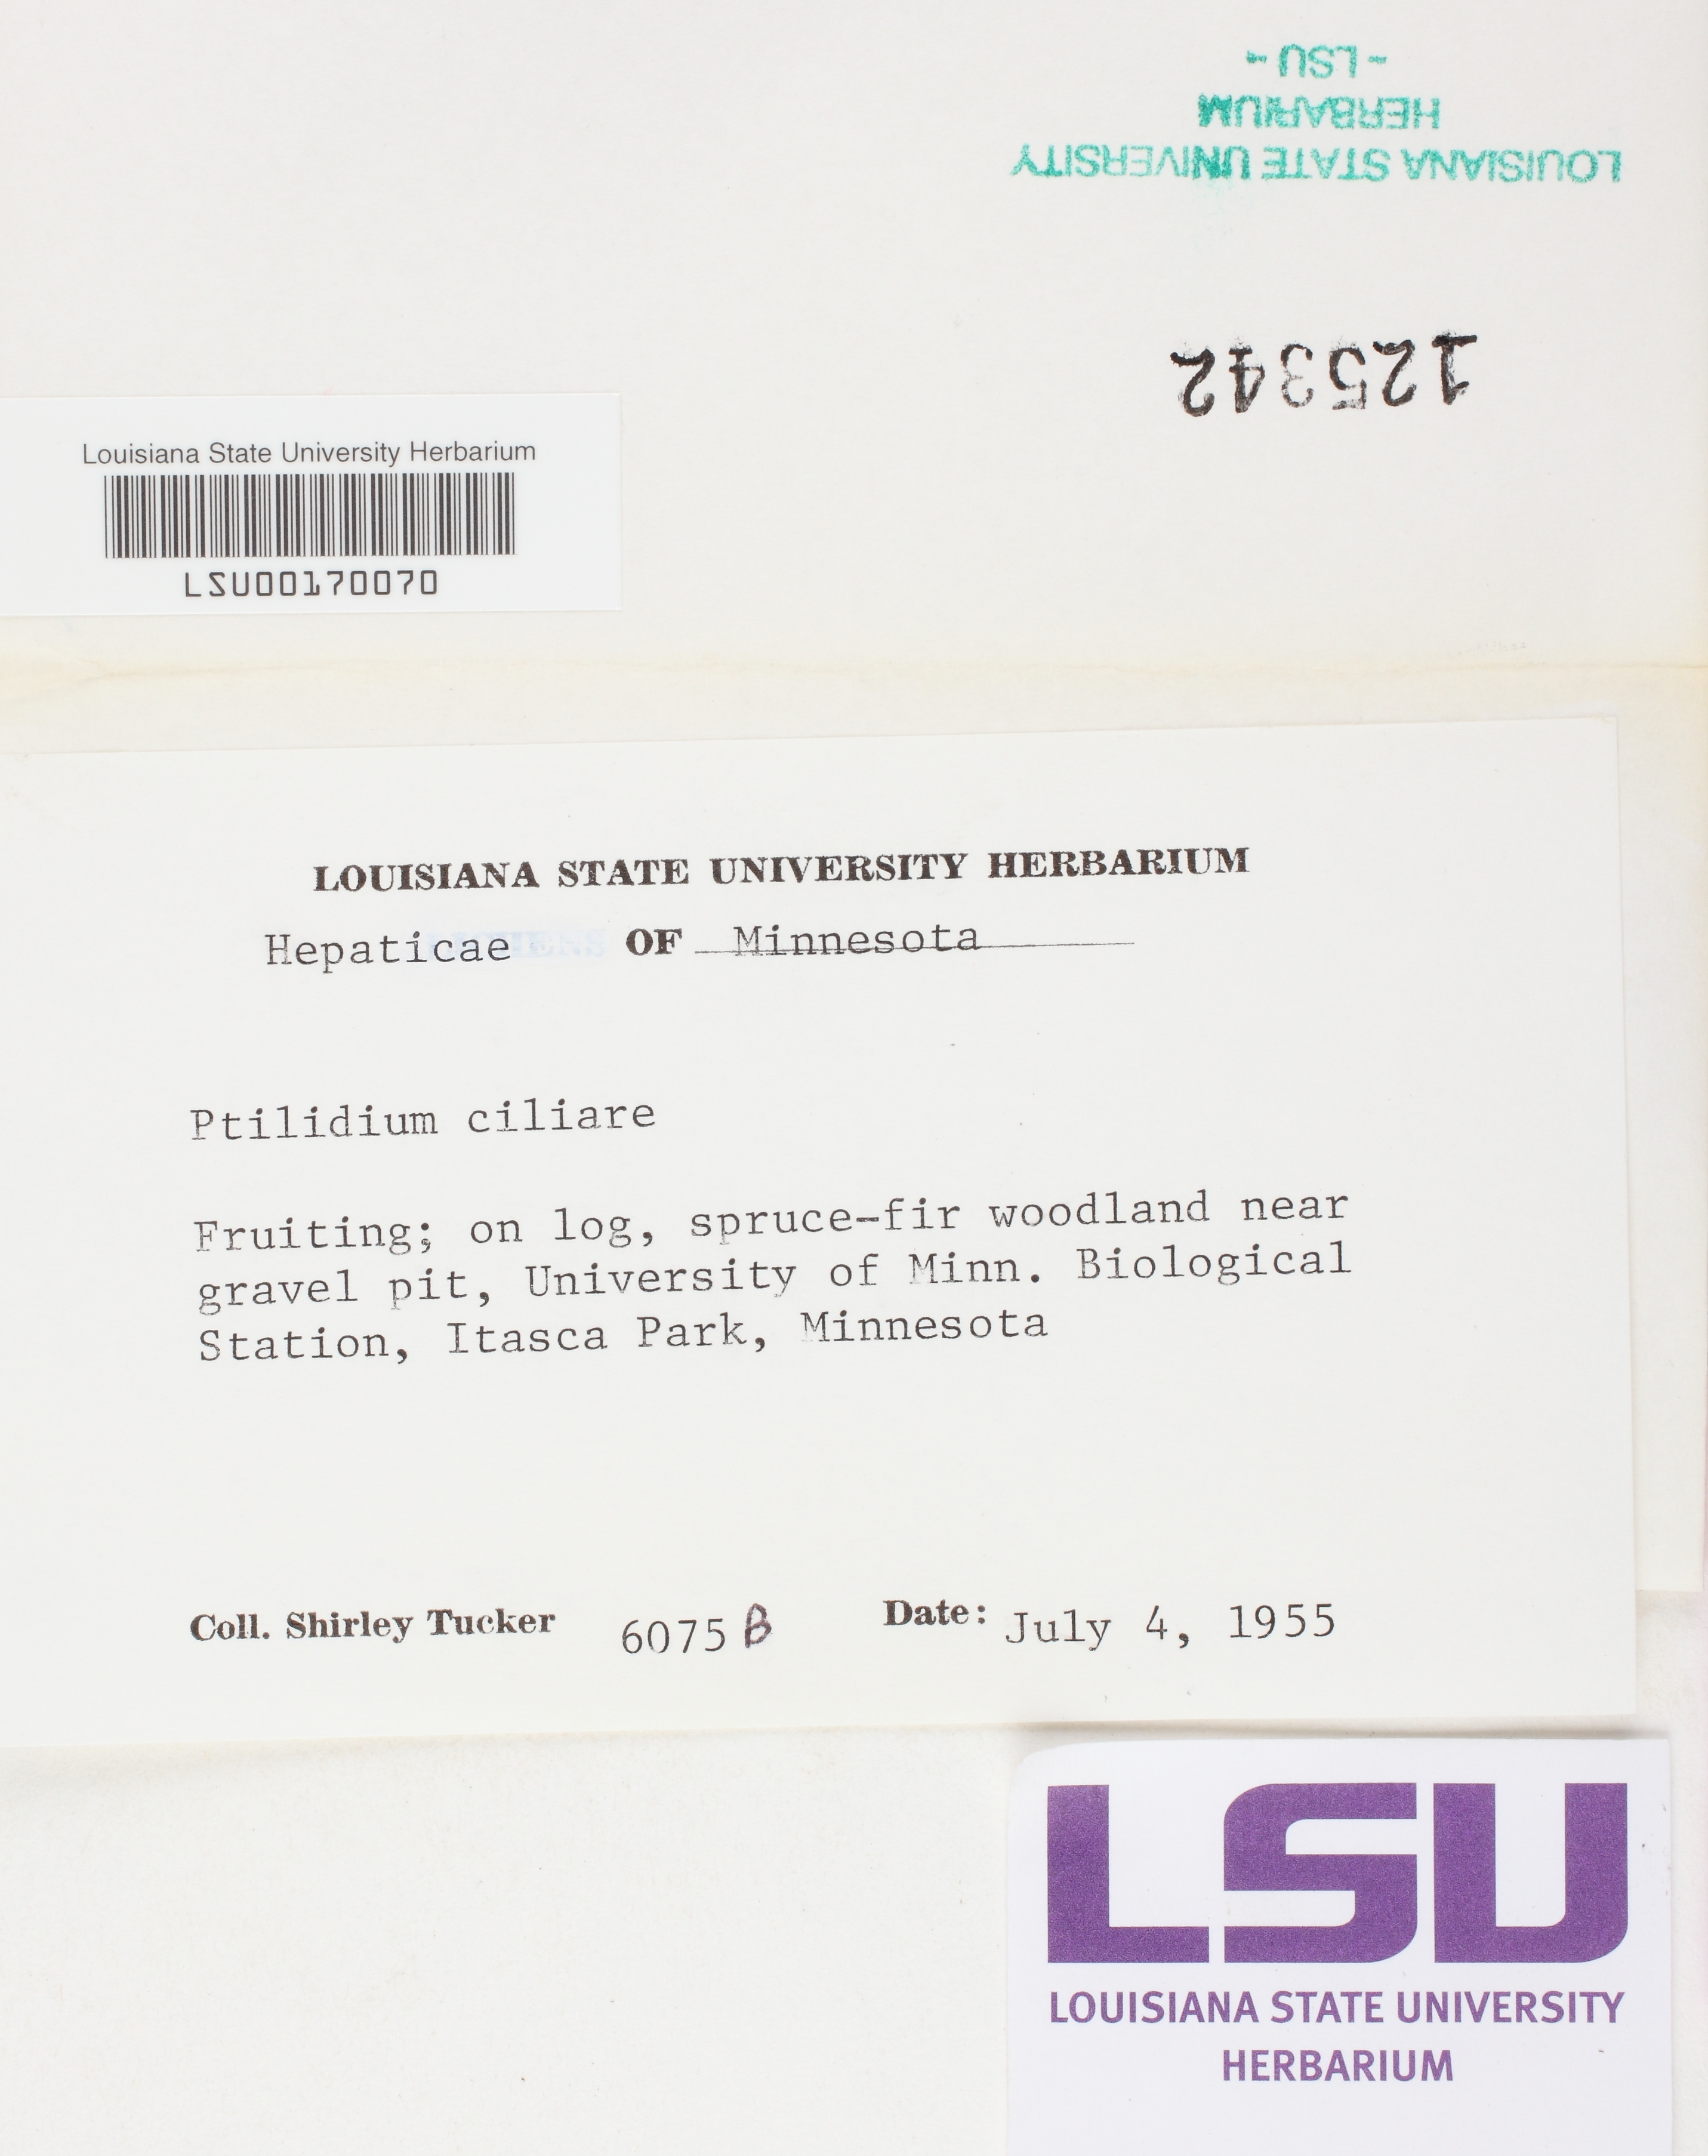 LOUISIANA STATE UNIVERSITY
HERBARIUM
- LSU -
125342
Louisiana State University Herbarium
LSU00170070
LOUISIANA STATE UNIVERSITY HERBARIUM
Hepaticae LICHENS OF Minnesota
Ptilidium ciliare
Fruiting; on log, spruce-fir woodland near
gravel pit, University of Minn. Biological
Station, Itasca Park, Minnesota
Coll. Shirley Tucker 6075 B Date: July 4, 1955
LSU
LOUISIANA STATE UNIVERSITY
HERBARIUM